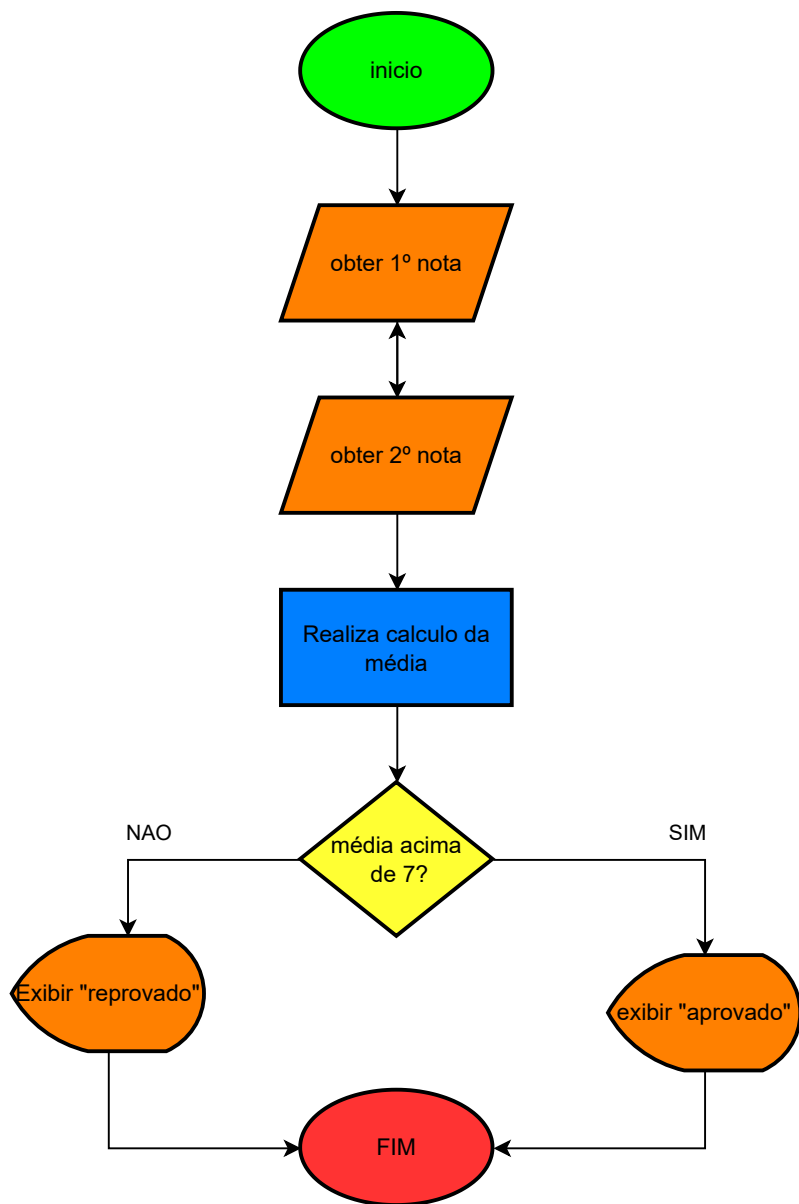 inicio
obter 1º nota
obter 2º nota
Realiza calculo da
média
média acima
de 7?
NAO
SIM
Exibir "reprovado"
exibir "aprovado"
FIM